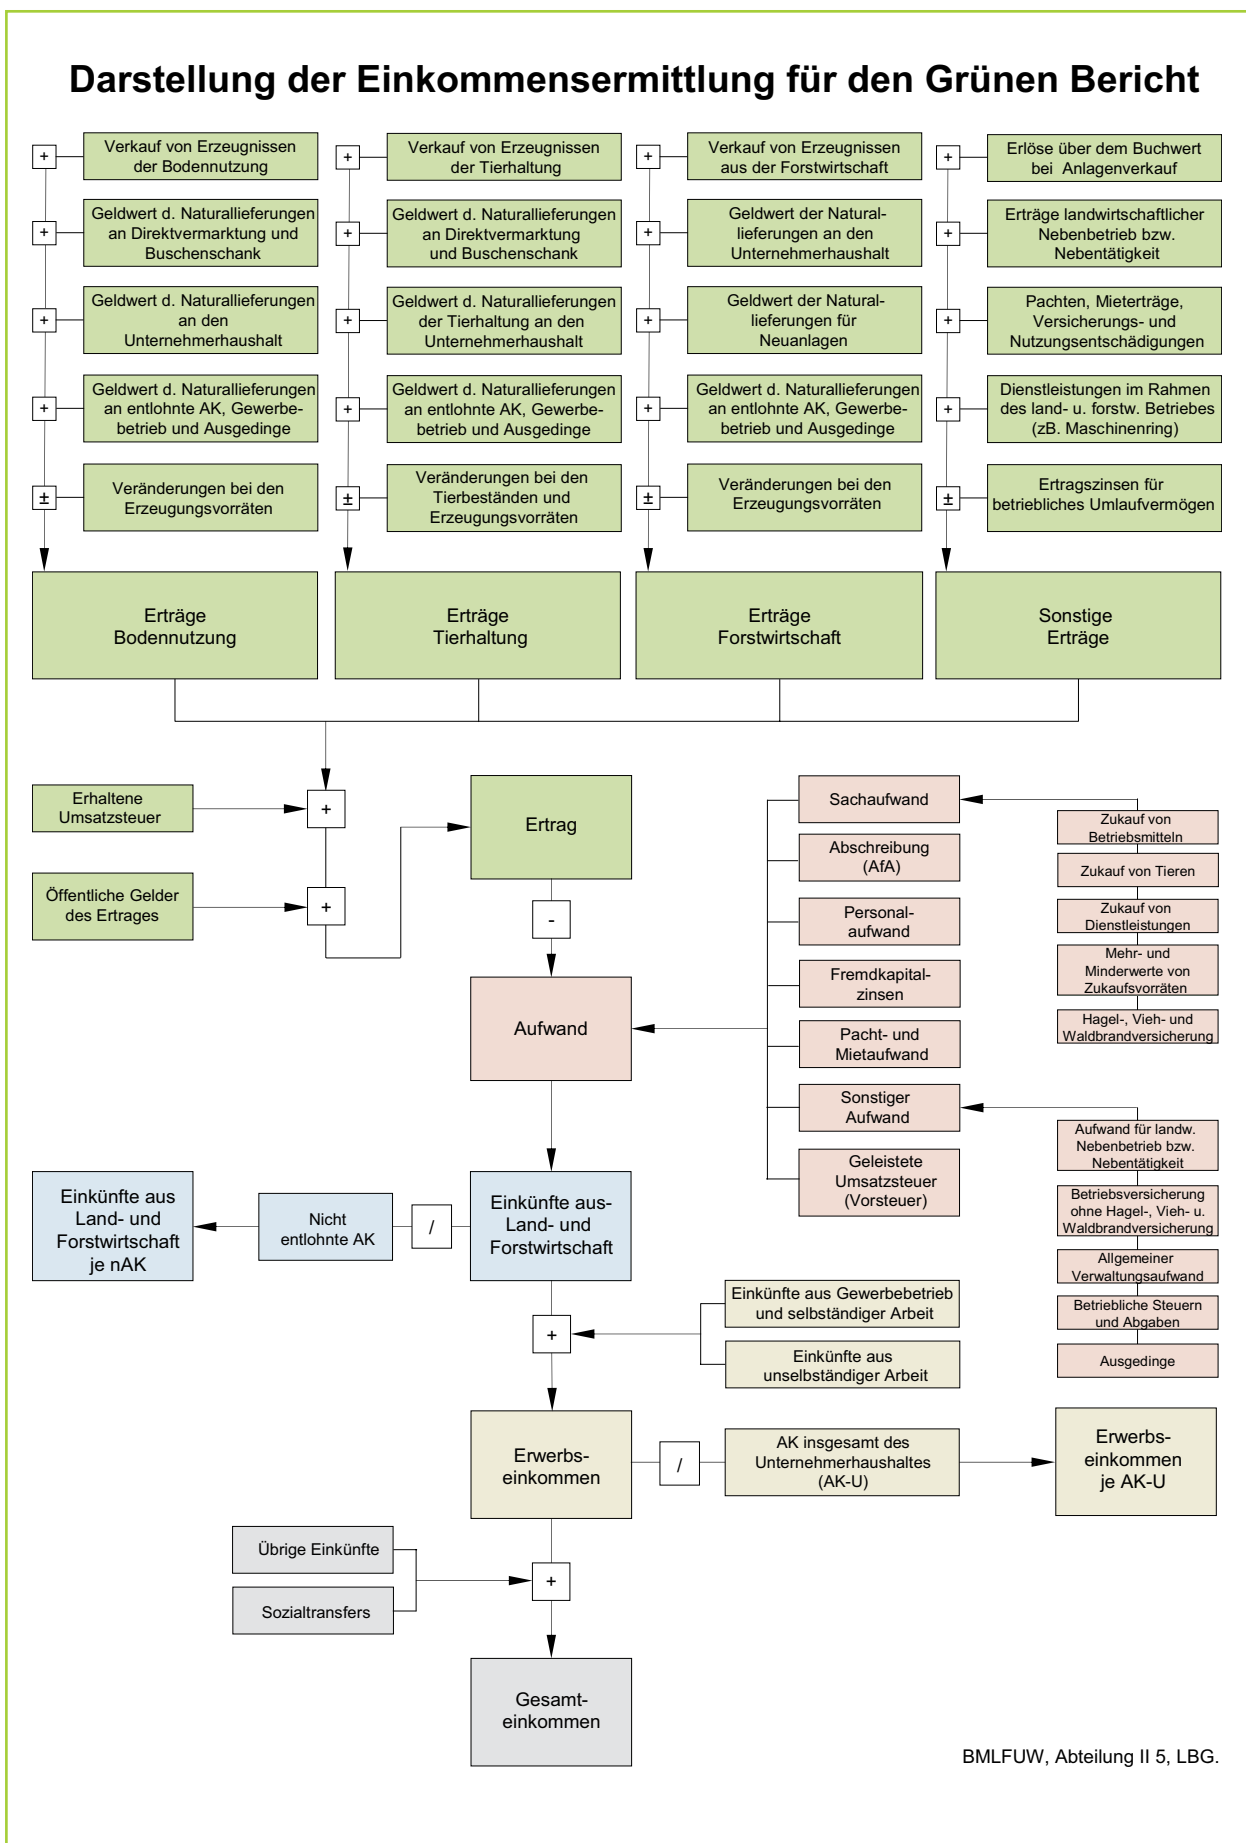 Darstellung der Einkommensermittlung für den Grünen Bericht
+
Verkauf von Erzeugnissen
der Bodennutzung
+
Geldwert d. Naturallieferungen
an Direktvermarktung und
Buschenschank
+
Geldwert d. Naturallieferungen
an den
Unternehmerhaushalt
+
Geldwert d. Naturallieferungen
an entlohnte AK, Gewerbe-
betrieb und Ausgedinge
±
Veränderungen bei den
Erzeugungsvorräten
Erträge
Bodennutzung
+
Verkauf von Erzeugnissen
der Tierhaltung
+
Geldwert d. Naturallieferungen
an Direktvermarktung
und Buschenschank
+
Geldwert d. Naturallieferungen
der Tierhaltung an den
Unternehmerhaushalt
+
Geldwert d. Naturallieferungen
an entlohnte AK, Gewerbe-
betrieb und Ausgedinge
±
Veränderungen bei den
Tierbeständen und
Erzeugungsvorräten
Erträge
Tierhaltung
+
Verkauf von Erzeugnissen
aus der Forstwirtschaft
+
Geldwert der Natural-
lieferungen an den
Unternehmerhaushalt
+
Geldwert der Natural-
lieferungen für
Neuanlagen
+
Geldwert d. Naturallieferungen
an entlohnte AK, Gewerbe-
betrieb und Ausgedinge
±
Veränderungen bei den
Erzeugungsvorräten
Erträge
Forstwirtschaft
+
Erlöse über dem Buchwert
bei Anlagenverkauf
+
Erträge landwirtschaftlicher
Nebenbetrieb bzw.
Nebentätigkeit
+
Pachten, Mieterträge,
Versicherungs- und
Nutzungsentschädigungen
+
Dienstleistungen im Rahmen
des land- u. forstw. Betriebes
(zB. Maschinenring)
±
Ertragszinsen für
betriebliches Umlaufvermögen
Sonstige
Erträge
Erhaltene
Umsatzsteuer
+
Öffentliche Gelder
des Ertrages
+
Ertrag
-
Aufwand
Sachaufwand
Abschreibung
(AfA)
Personal-
aufwand
Fremdkapital-
zinsen
Pacht- und
Mietaufwand
Sonstiger
Aufwand
Geleistete
Umsatzsteuer
(Vorsteuer)
Zukauf von
Betriebsmitteln
Zukauf von Tieren
Zukauf von
Dienstleistungen
Mehr- und
Minderwerte von
Zukaufsvorräten
Hagel-, Vieh- und
Waldbrandversicherung
Aufwand für landw.
Nebenbetrieb bzw.
Nebentätigkeit
Betriebsversicherung
ohne Hagel-, Vieh- u.
Waldbrandversicherung
Allgemeiner
Verwaltungsaufwand
Betriebliche Steuern
und Abgaben
Ausgedinge
Einkünfte aus
Land- und
Forstwirtschaft
je nAK
Nicht
entlohnte AK
/
Einkünfte aus-
Land- und
Forstwirtschaft
+
Einkünfte aus Gewerbebetrieb
und selbständiger Arbeit
Einkünfte aus
unselbständiger Arbeit
Erwerbs-
einkommen
/
AK insgesamt des
Unternehmerhaushaltes
(AK-U)
Erwerbs-
einkommen
je AK-U
Übrige Einkünfte
Sozialtransfers
+
Gesamt-
einkommen
BMLFUW, Abteilung II 5, LBG.